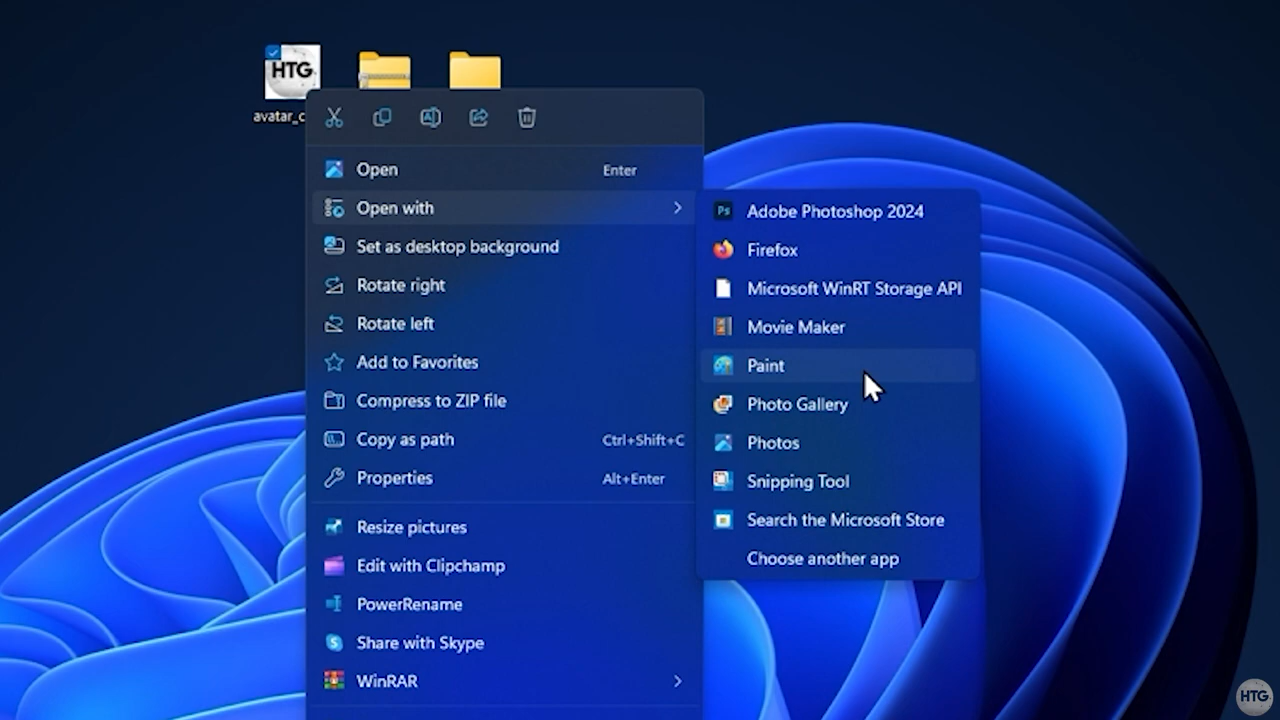 HTG
avatar_c
Open Enter
Open with
Set as desktop background
Rotate right
Rotate left
Add to Favorites
Compress to ZIP file
Copy as path Ctrl+Shift+C
Properties Alt+Enter
Resize pictures
Edit with Clipchamp
PowerRename
Share with Skype
WinRAR
Ps Adobe Photoshop 2024
Firefox
Microsoft WinRT Storage API
Movie Maker
Paint
Photo Gallery
Photos
Snipping Tool
Search the Microsoft Store
Choose another app
HTG